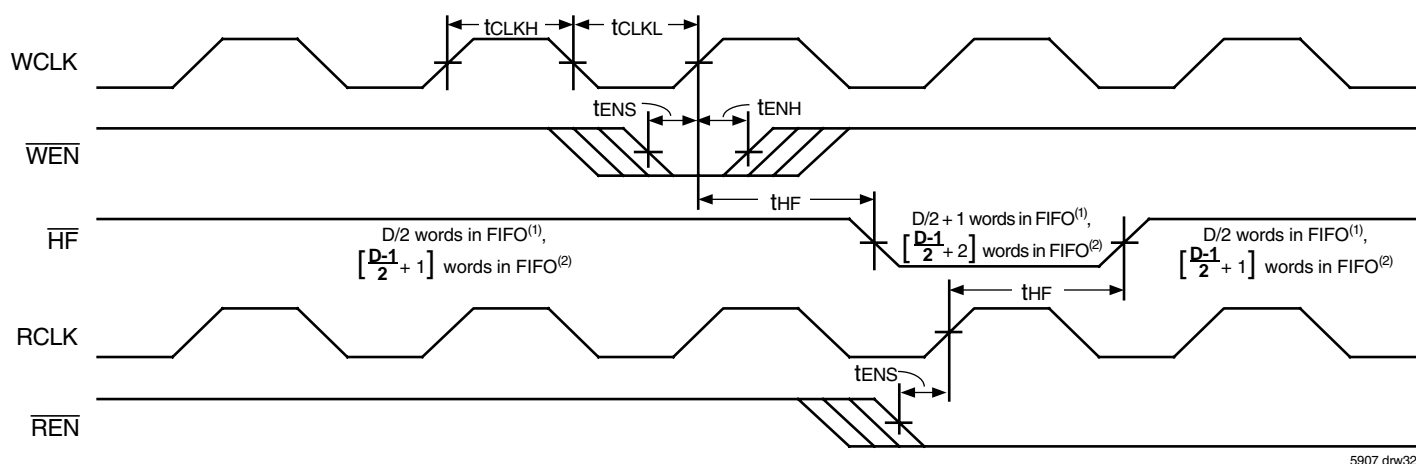 tCLKH
tCLKL
WCLK
tENS
tENH
WEN
tHF
HF
D/2 words in FIFO(1),
[D-1/2 + 1] words in FIFO(2)
D/2 + 1 words in FIFO(1),
[D-1/2 + 2] words in FIFO(2)
D/2 words in FIFO(1),
[D-1/2 + 1] words in FIFO(2)
tHF
RCLK
tENS
REN
5907 drw32